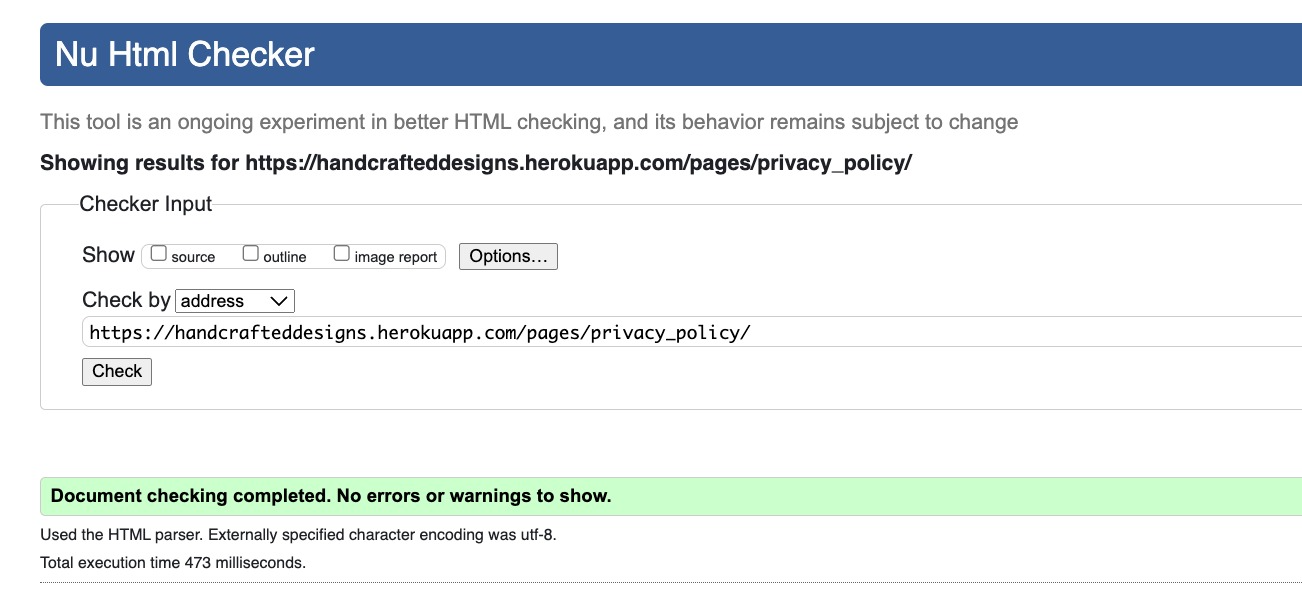 Nu Html Checker
This tool is an ongoing experiment in better HTML checking, and its behavior remains subject to change
Showing results for https://handcrafteddesigns.herokuapp.com/pages/privacy_policy/
Checker Input
Show source outline image report Options...
Check by address
https://handcrafteddesigns.herokuapp.com/pages/privacy_policy/
Check
Document checking completed. No errors or warnings to show.
Used the HTML parser. Externally specified character encoding was utf-8.
Total execution time 473 milliseconds.